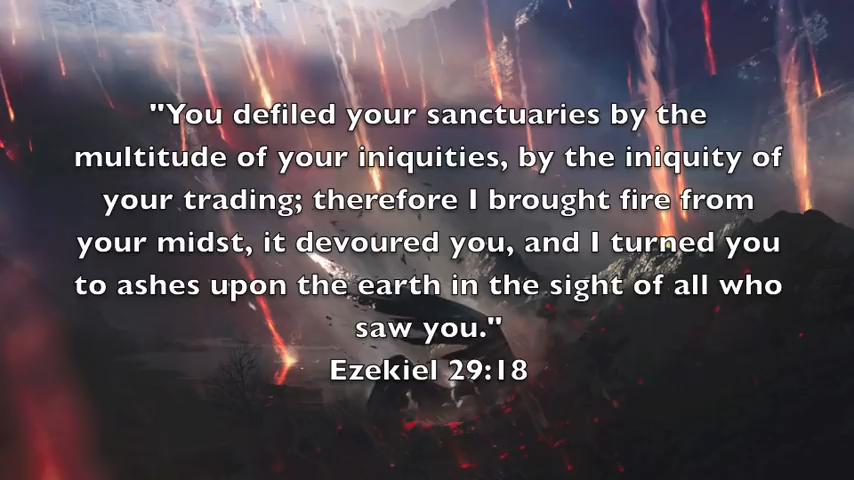 "You defiled your sanctuaries by the
multitude of your iniquities, by the iniquity of
your trading; therefore I brought fire from
your midst, it devoured you, and I turned you
to ashes upon the earth in the sight of all who
saw you."
Ezekiel 29:18